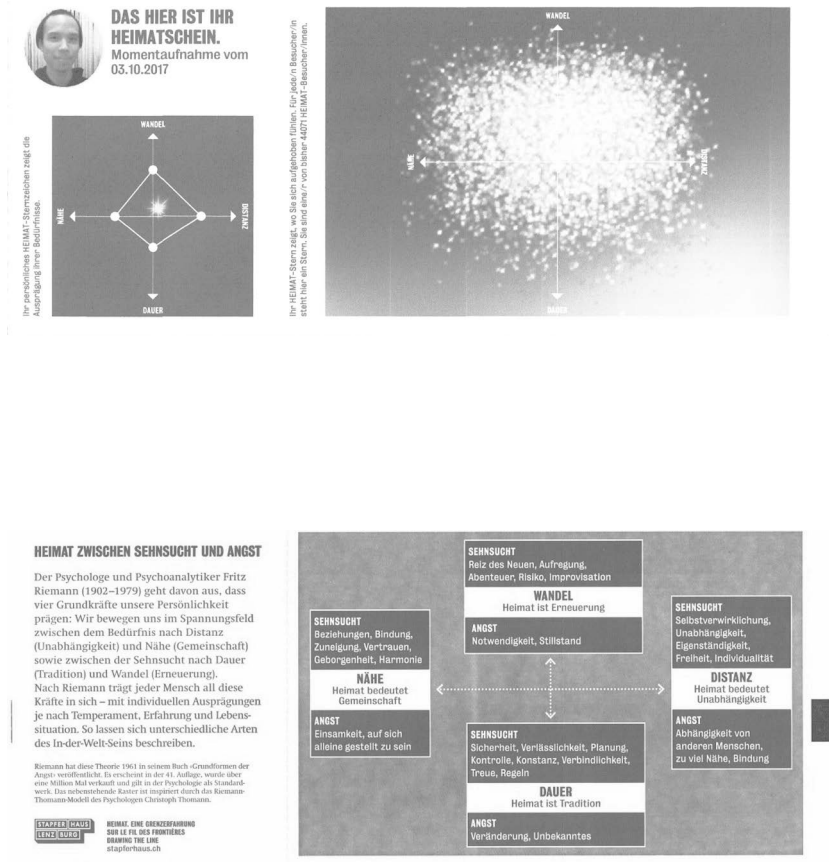 DAS HIER IST IHR
HEIMATSCHEIN.
Momentaufnahme vom
03.10.2017
Ihr persönliches HEIMAT-Sternzeichen zeigt die
Ausprägung ihrer Bedürfnisse.
WANDEL
NÄHE
DISTANZ
DAUER
Ihr HEIMAT-Stern zeigt, wo Sie sich aufgehoben fühlen. Für jede/n Besucher/in
steht hier ein Stern. Sie sind eine/r von bisher 44071 HEIMAT-Besucher/innen.
WANDEL
NÄHE
DISTANZ
DAUER
HEIMAT ZWISCHEN SEHNSUCHT UND ANGST
Der Psychologe und Psychoanalytiker Fritz
Riemann (1902–1979) geht davon aus, dass
vier Grundkräfte unsere Persönlichkeit
prägen: Wir bewegen uns im Spannungsfeld
zwischen dem Bedürfnis nach Distanz
(Unabhängigkeit) und Nähe (Gemeinschaft)
sowie zwischen der Sehnsucht nach Dauer
(Tradition) und Wandel (Erneuerung).
Nach Riemann trägt jeder Mensch all diese
Kräfte in sich – mit individuellen Ausprägungen
je nach Temperament, Erfahrung und Lebens-
situation. So lassen sich unterschiedliche Arten
des In-der-Welt-Seins beschreiben.
Riemann hat diese Theorie 1961 in seinem Buch «Grundformen der
Angst» veröffentlicht. Es erscheint in der 41. Auflage, wurde über
eine Million Mal verkauft und gilt in der Psychologie als Standard-
werk. Das nebenstehende Raster ist inspiriert durch das Riemann-
Thomann-Modell des Psychologen Christoph Thomann.
STAPFER HAUS
LENZ BURG
HEIMAT. EINE GRENZERFAHRUNG
SUR LE FIL DES FRONTIÈRES
DRAWING THE LINE
stapferhaus.ch
SEHNSUCHT
Reiz des Neuen, Aufregung,
Abenteuer, Risiko, Improvisation
WANDEL
Heimat ist Erneuerung
ANGST
Notwendigkeit, Stillstand
SEHNSUCHT
Beziehungen, Bindung,
Zuneigung, Vertrauen,
Geborgenheit, Harmonie
NÄHE
Heimat bedeutet
Gemeinschaft
ANGST
Einsamkeit, auf sich
alleine gestellt zu sein
SEHNSUCHT
Selbstverwirklichung,
Unabhängigkeit,
Eigenständigkeit,
Freiheit, Individualität
DISTANZ
Heimat bedeutet
Unabhängigkeit
ANGST
Abhängigkeit von
anderen Menschen,
zu viel Nähe, Bindung
SEHNSUCHT
Sicherheit, Verlässlichkeit, Planung,
Kontrolle, Konstanz, Verbindlichkeit,
Treue, Regeln
DAUER
Heimat ist Tradition
ANGST
Veränderung, Unbekanntes